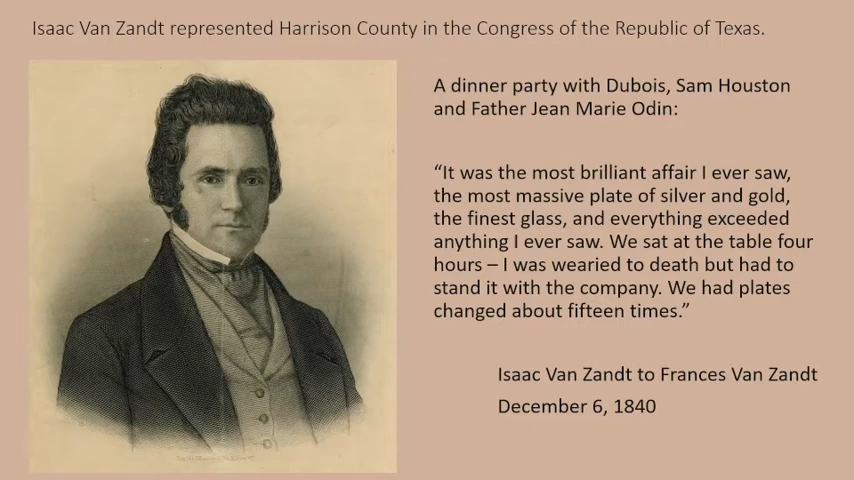 Isaac Van Zandt represented Harrison County in the Congress of the Republic of Texas.
A dinner party with Dubois, Sam Houston
and Father Jean Marie Odin:
“It was the most brilliant affair I ever saw,
the most massive plate of silver and gold,
the finest glass, and everything exceeded
anything I ever saw. We sat at the table four
hours – I was wearied to death but had to
stand it with the company. We had plates
changed about fifteen times.”
Isaac Van Zandt to Frances Van Zandt
December 6, 1840